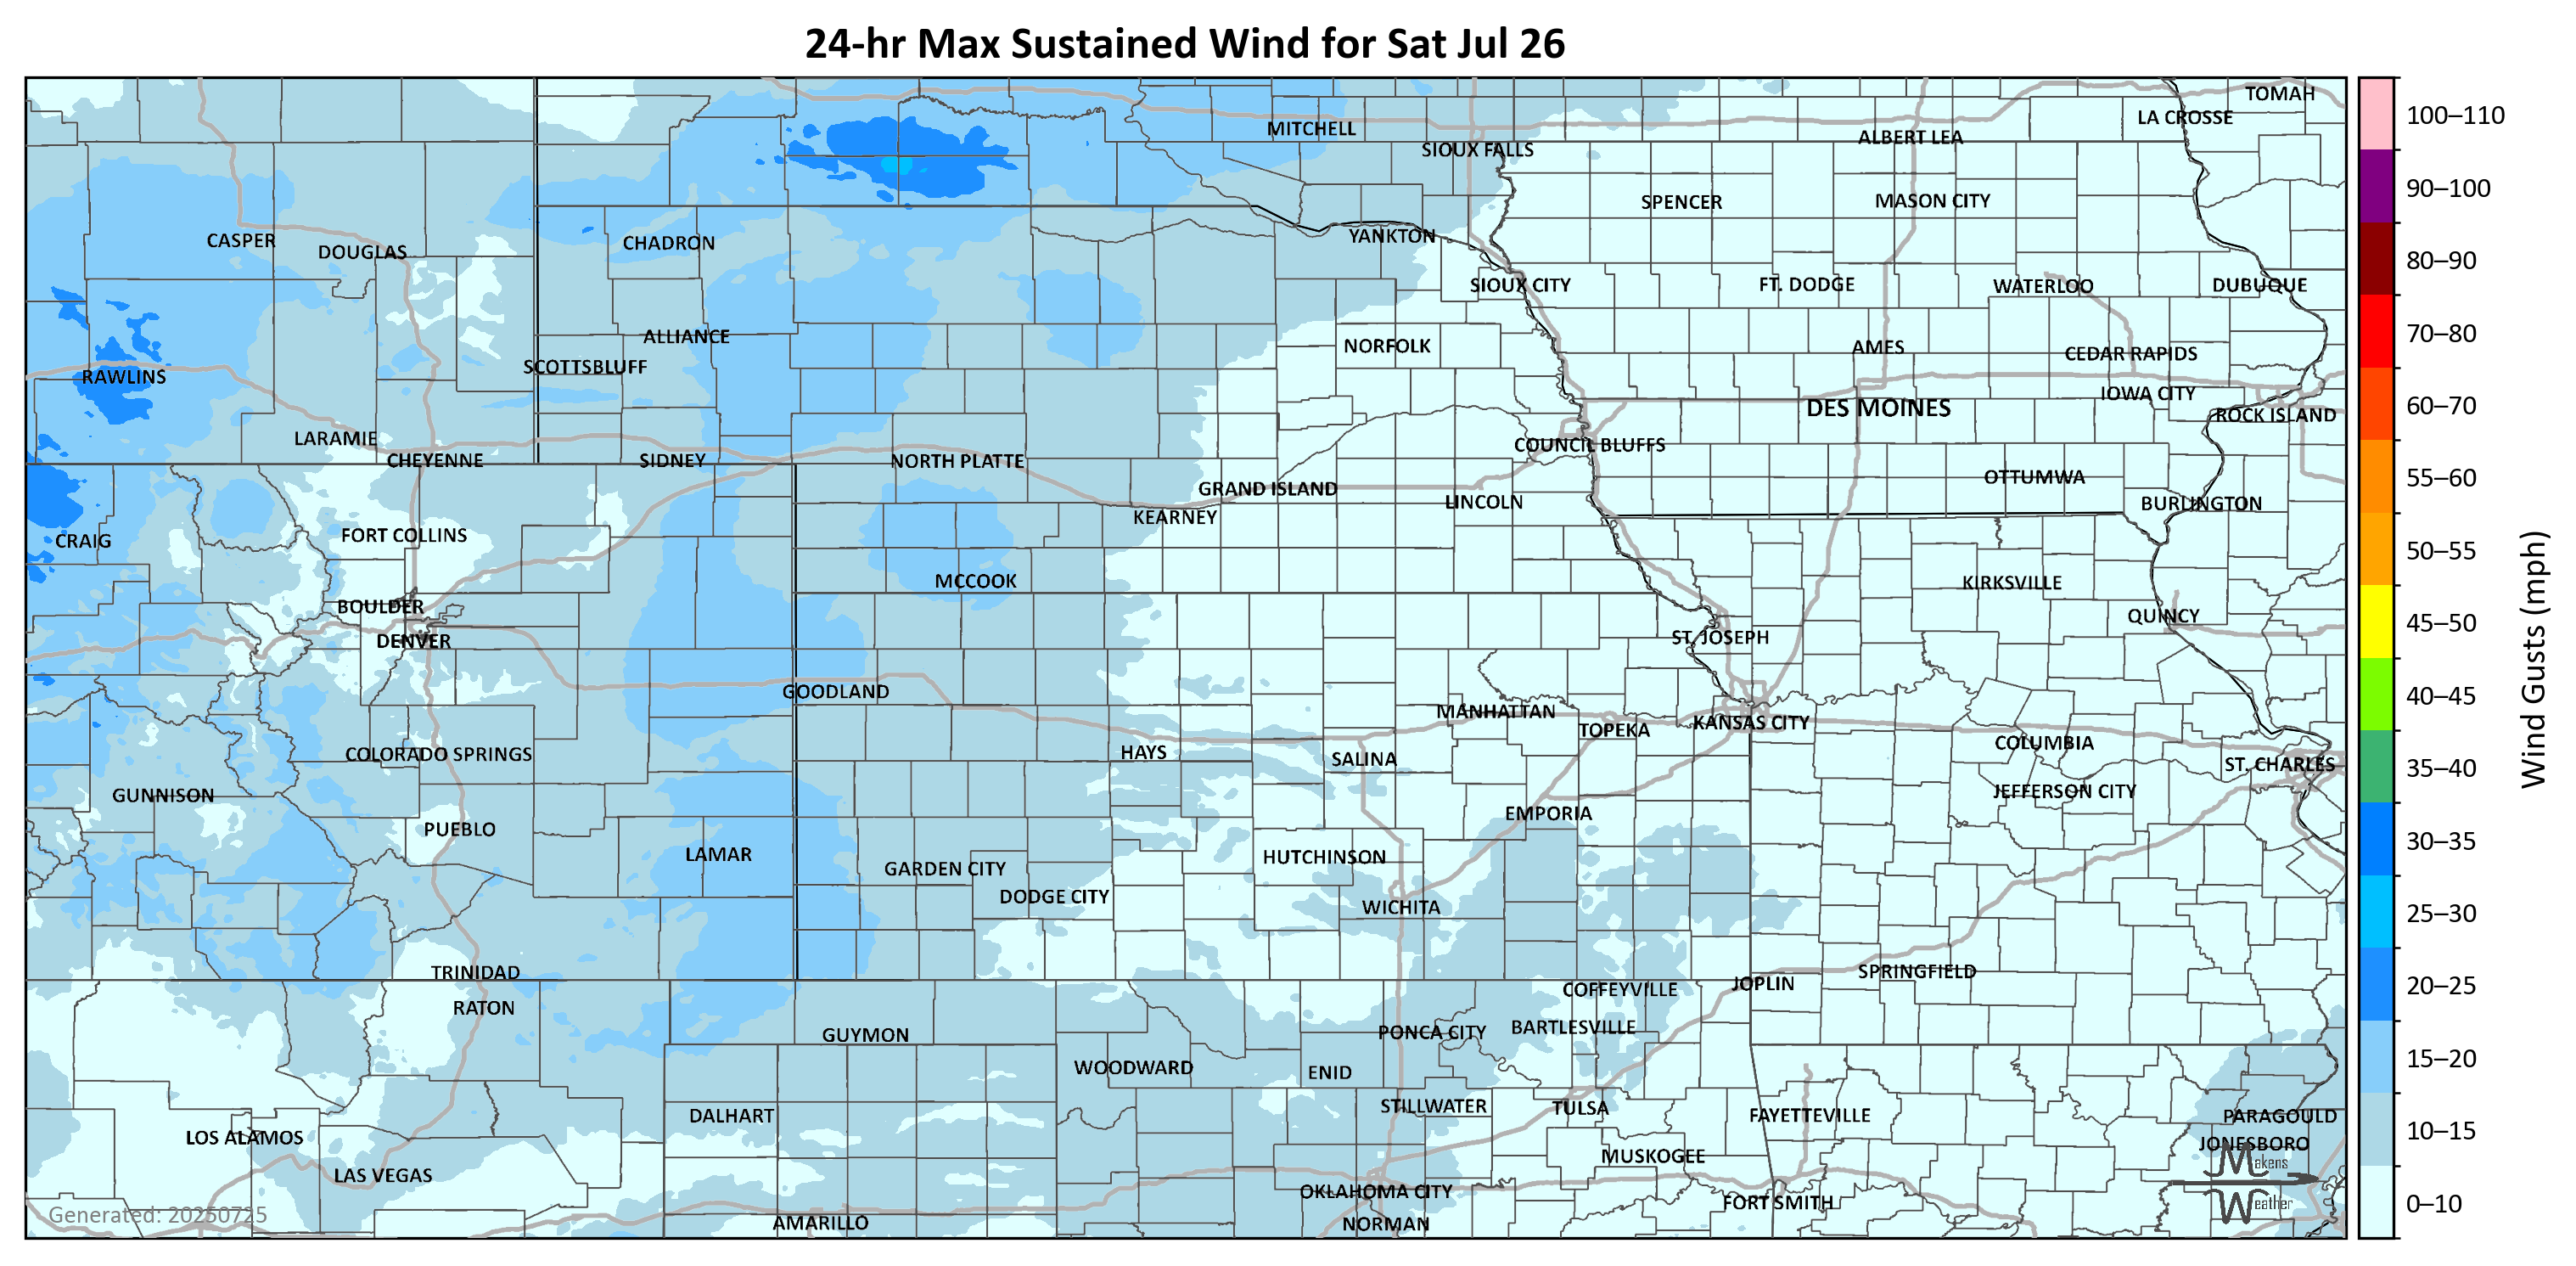 24-hr Max Sustained Wind for Sat Jul 26
TOMAH
LA CROSSE
MITCHELL
ALBERT LEA
SIOUX FALLS
SPENCER
MASON CITY
CASPER
DOUGLAS
CHADRON
YANKTON
SIOUX CITY
FT. DODGE
WATERLOO
DUBUQUE
ALLIANCE
NORFOLK
AMES
CEDAR RAPIDS
SCOTTSBLUFF
RAWLINS
IOWA CITY
DES MOINES
ROCK ISLAND
LARAMIE
COUNCIL BLUFFS
CHEYENNE
SIDNEY
NORTH PLATTE
OTTUMWA
GRAND ISLAND
LINCOLN
BURLINGTON
KEARNEY
CRAIG
FORT COLLINS
MCCOOK
KIRKSVILLE
BOULDER
QUINCY
DENVER
ST. JOSEPH
GOODLAND
MANHATTAN
TOPEKA
KANSAS CITY
COLORADO SPRINGS
HAYS
SALINA
COLUMBIA
ST. CHARLES
GUNNISON
JEFFERSON CITY
PUEBLO
EMPORIA
LAMAR
GARDEN CITY
HUTCHINSON
DODGE CITY
WICHITA
TRINIDAD
SPRINGFIELD
JOPLIN
COFFEYVILLE
RATON
GUYMON
PONCA CITY
BARTLESVILLE
WOODWARD
ENID
DALHART
STILLWATER
TULSA
FAYETTEVILLE
PARAGOULD
LOS ALAMOS
JONESBORO
MUSKOGEE
LAS VEGAS
OKLAHOMA CITY
FORT SMITH
AMARILLO
NORMAN
Generated: 20250725
Makens
Weather
100–110
90–100
80–90
70–80
60–70
55–60
50–55
45–50
40–45
35–40
30–35
25–30
20–25
15–20
10–15
0–10
Wind Gusts (mph)